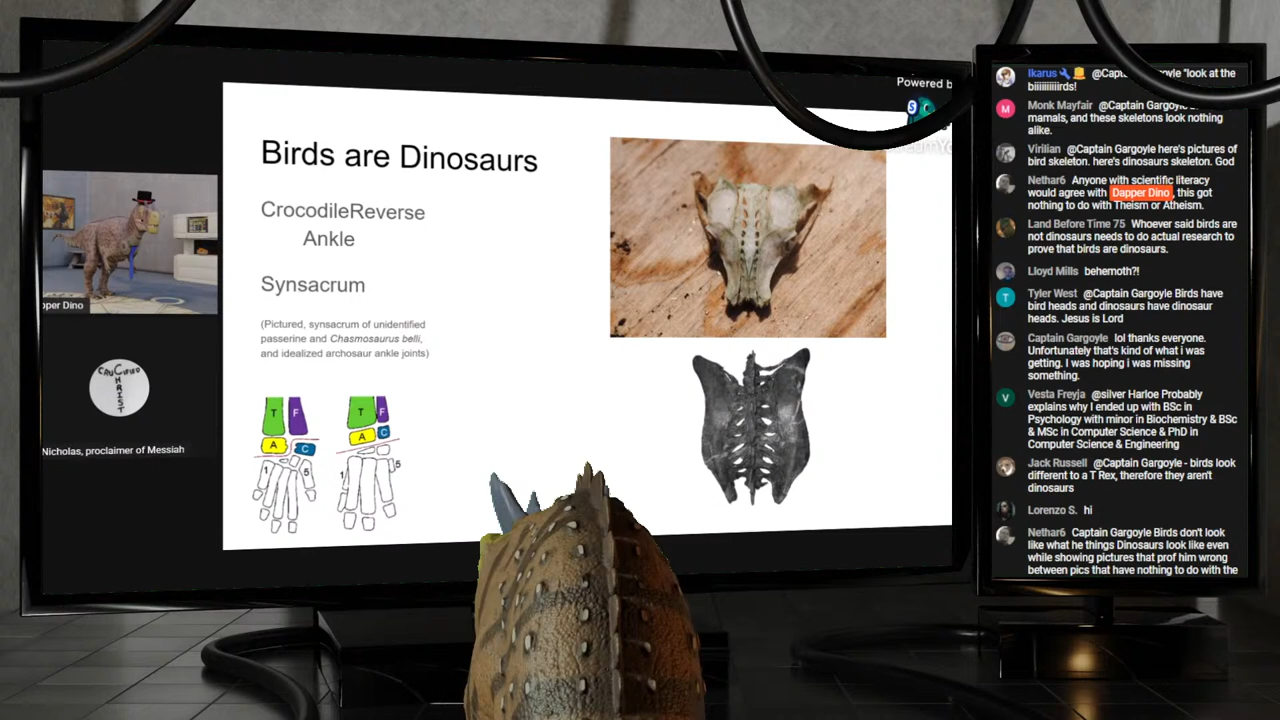 Powered b
Birds are Dinosaurs
CrocodileReverse
Ankle
Synsacrum
(Pictured, synsacrum of unidentified
passerine and Chasmosaurus belli,
and idealized archosaur ankle joints)
T F
A C
1 5
T F
A C
1 5
pper Dino
CRUCIFIED
CHRIST
Nicholas, proclaimer of Messiah
Ikarus "look at the
biiiiiiiiiirds!
Monk Mayfair @Captain Gargoyle
mamals, and these skeletons look nothing
alike.
Virilian @Captain Gargoyle here's pictures of
bird skeleton. here's dinosaurs skeleton. God
Nethar6 Anyone with scientific literacy
would agree with Dapper Dino, this got
nothing to do with Theism or Atheism.
Land Before Time 75 Whoever said birds are
not dinosaurs needs to do actual research to
prove that birds are dinosaurs.
Lloyd Mills behemoth?!
T
Tyler West @Captain Gargoyle Birds have
bird heads and dinosaurs have dinosaur
heads. Jesus is Lord
Captain Gargoyle lol thanks everyone.
Unfortunately that's kind of what i was
getting. I was hoping i was missing
something.
V
Vesta Freyja @silver Harloe Probably
explains why I ended up with BSc in
Psychology with minor in Biochemistry & BSc
& MSc in Computer Science & PhD in
Computer Science & Engineering
Jack Russell @Captain Gargoyle - birds look
different to a T Rex, therefore they aren't
dinosaurs
Lorenzo S. hi
Nethar6 Captain Gargoyle Birds don't look
like what he things Dinosaurs look like even
while showing pictures that prof him wrong
between pics that have nothing to do with the